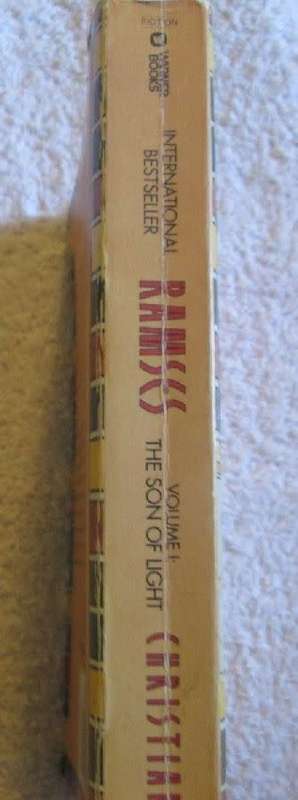 FICTION
WARNER
BOOKS
INTERNATIONAL
BESTSELLER
RAMSES
VOLUME I:
THE SON OF LIGHT
CHRISTIAN